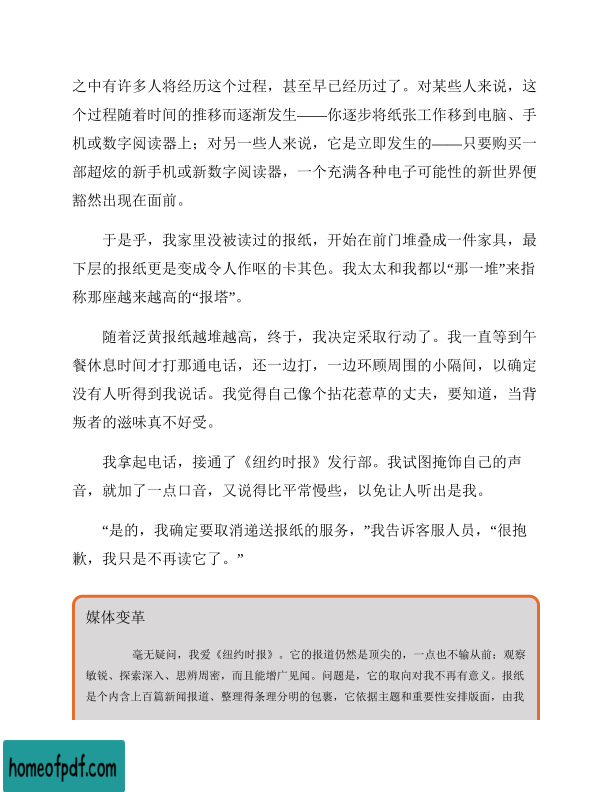 之中有许多人将经历这个过程，甚至早已经历过了。对某些人来说，这
个过程随着时间的推移而逐渐发生——你逐步将纸张工作移到电脑、手
机或数字阅读器上；对另一些人来说，它是立即发生的——只要购买一
部超炫的新手机或新数字阅读器，一个充满各种电子可能性的新世界便
豁然出现在面前。
于是乎，我家里没被读过的报纸，开始在前门堆叠成一件家具，最
下层的报纸更是变成令人作呕的卡其色。我太太和我都以“那一堆”来指
称那座越来越高的“报塔”。
随着泛黄报纸越堆越高，终于，我决定采取行动了。我一直等到午
餐休息时间才打那通电话，还一边打，一边环顾周围的小隔间，以确定
没有人听得到我说话。我觉得自己像个拈花惹草的丈夫，要知道，当背
叛者的滋味真不好受。
我拿起电话，接通了《纽约时报》发行部。我试图掩饰自己的声
音，就加了一点口音，又说得比平常慢些，以免让人听出是我。
“是的，我确定要取消递送报纸的服务，”我告诉客服人员，“很抱
歉，我只是不再读它了。”
媒体变革
毫无疑问，我爱《纽约时报》。它的报道仍然是顶尖的，一点也不输从前：观察
敏锐、探索深入、思辨周密，而且能增广见闻。问题是，它的取向对我不再有意义。报纸
是个内含上百篇新闻报道、整理得条理分明的包裹，它依据主题和重要性安排版面，由我
homeofpdf.com